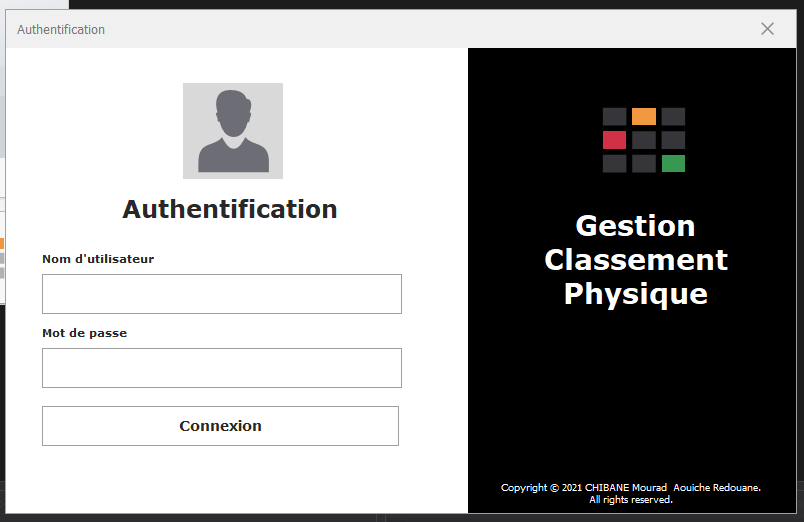 Authentification
Authentification
Nom d'utilisateur
Mot de passe
Connexion
Gestion
Classement
Physique
Copyright © 2021 CHIBANE Mourad  Aouiche Redouane.
All rights reserved.